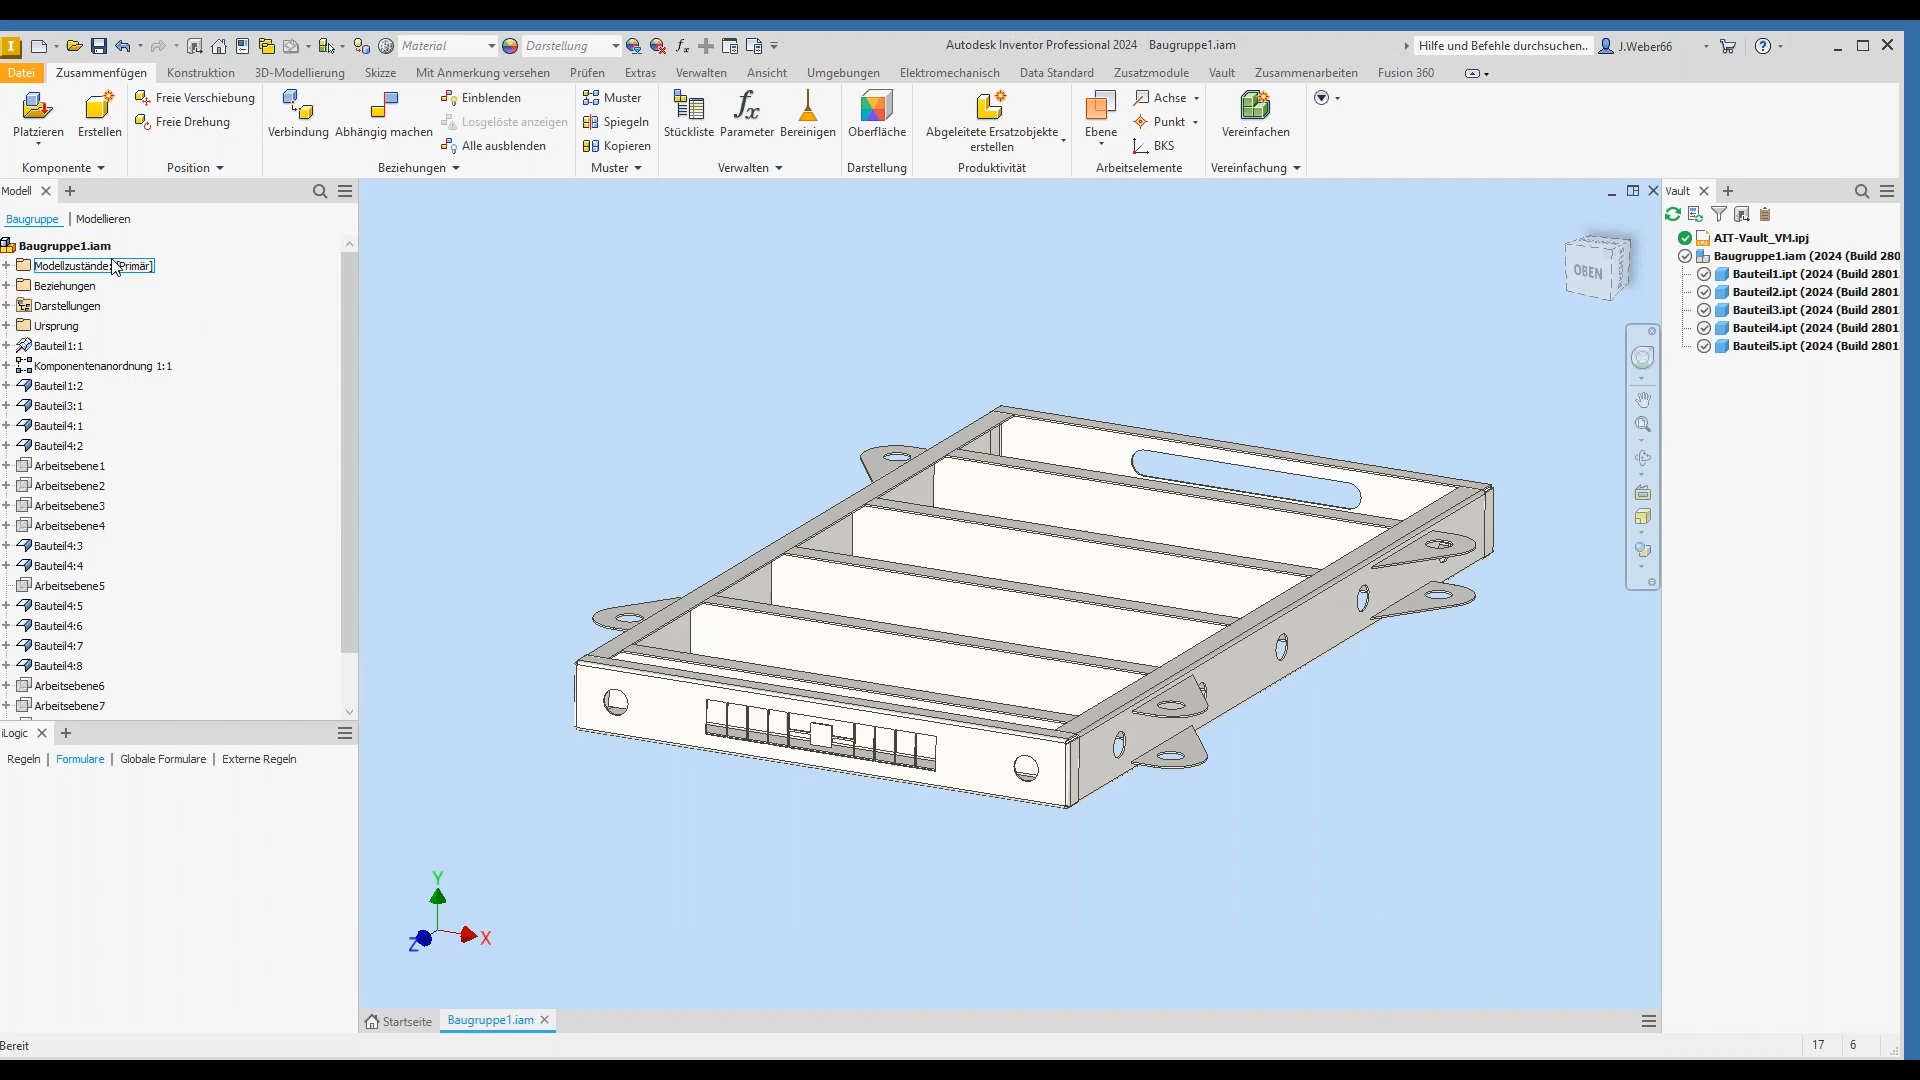 Material
Darstellung
Autodesk Inventor Professional 2024 Baugruppe1.iam
Hilfe und Befehle durchsuchen..
J.Weber66
Datei Zusammenfügen Konstruktion 3D-Modellierung Skizze Mit Anmerkung versehen Prüfen Extras Verwalten Ansicht Umgebungen Elektromechanisch Data Standard Zusatzmodule Vault Zusammenarbeiten Fusion 360
Platzieren
Erstellen
Freie Verschiebung
Freie Drehung
Verbindung
Abhängig machen
Einblenden
Losgelöste anzeigen
Alle ausblenden
Muster
Spiegeln
Kopieren
Stückliste
Parameter
Bereinigen
Oberfläche
Abgeleitete Ersatzobjekte
erstellen
Ebene
Achse
Punkt
BKS
Vereinfachen
Komponente Position Beziehungen Muster Verwalten Darstellung Produktivität Arbeitselemente Vereinfachung
Modell
Baugruppe | Modellieren
Baugruppe1.iam
Modellzustände: [Primär]
Beziehungen
Darstellungen
Ursprung
Bauteil1:1
Komponentenanordnung 1:1
Bauteil1:2
Bauteil3:1
Bauteil4:1
Bauteil4:2
Arbeitsebene1
Arbeitsebene2
Arbeitsebene3
Arbeitsebene4
Bauteil4:3
Bauteil4:4
Arbeitsebene5
Bauteil4:5
Bauteil4:6
Bauteil4:7
Bauteil4:8
Arbeitsebene6
Arbeitsebene7
iLogic
Regeln | Formulare | Globale Formulare | Externe Regeln
OBEN
Y
X
Z
Startseite
Baugruppe1.iam
Vault
AIT-Vault_VM.ipj
Baugruppe1.iam (2024 (Build 280
Bauteil1.ipt (2024 (Build 2801
Bauteil2.ipt (2024 (Build 2801
Bauteil3.ipt (2024 (Build 2801
Bauteil4.ipt (2024 (Build 2801
Bauteil5.ipt (2024 (Build 2801
Bereit
17 6